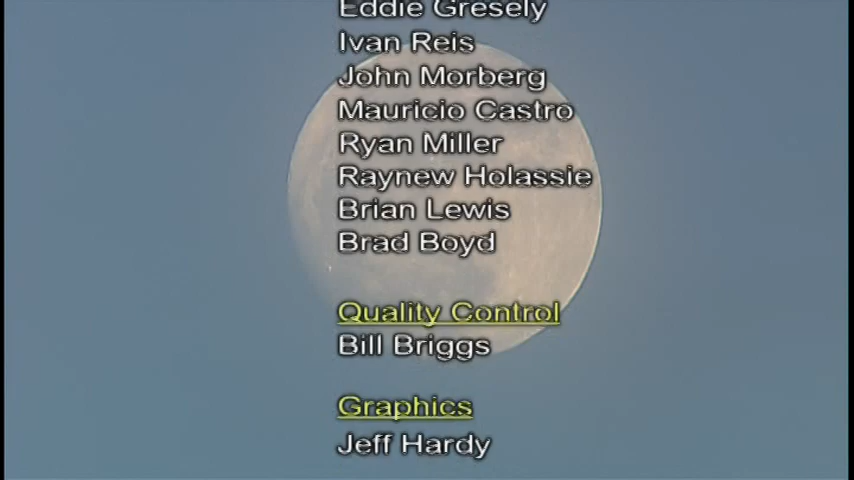 Eddie Gresely
Ivan Reis
John Morberg
Mauricio Castro
Ryan Miller
Raynew Holassie
Brian Lewis
Brad Boyd
Quality Control
Bill Briggs
Graphics
Jeff Hardy